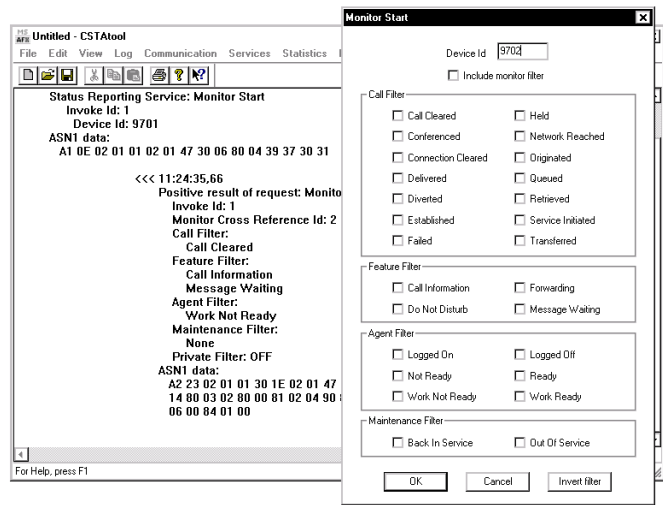 Untitled - CSTAtool
File Edit View Log Communication Services Statistics
Status Reporting Service: Monitor Start
Invoke Id: 1
Device Id: 9701
ASN1 data:
A1 0E 02 01 01 02 01 47 30 06 80 04 39 37 30 31
<<< 11:24:35,66
Positive result of request: Monito
Invoke Id: 1
Monitor Cross Reference Id: 2
Call Filter:
Call Cleared
Feature Filter:
Call Information
Message Waiting
Agent Filter:
Work Not Ready
Maintenance Filter:
None
Private Filter: OFF
ASN1 data:
A2 23 02 01 01 30 1E 02 01 47
14 80 03 02 80 00 81 02 04 90
06 00 84 01 00
For Help, press F1
Monitor Start
Device Id 9702
Include monitor filter
Call Filter
Call Cleared Held
Conferenced Network Reached
Connection Cleared Originated
Delivered Queued
Diverted Retrieved
Established Service Initiated
Failed Transferred
Feature Filter
Call Information Forwarding
Do Not Disturb Message Waiting
Agent Filter
Logged On Logged Off
Not Ready Ready
Work Not Ready Work Ready
Maintenance Filter
Back In Service Out Of Service
OK Cancel Invert filter